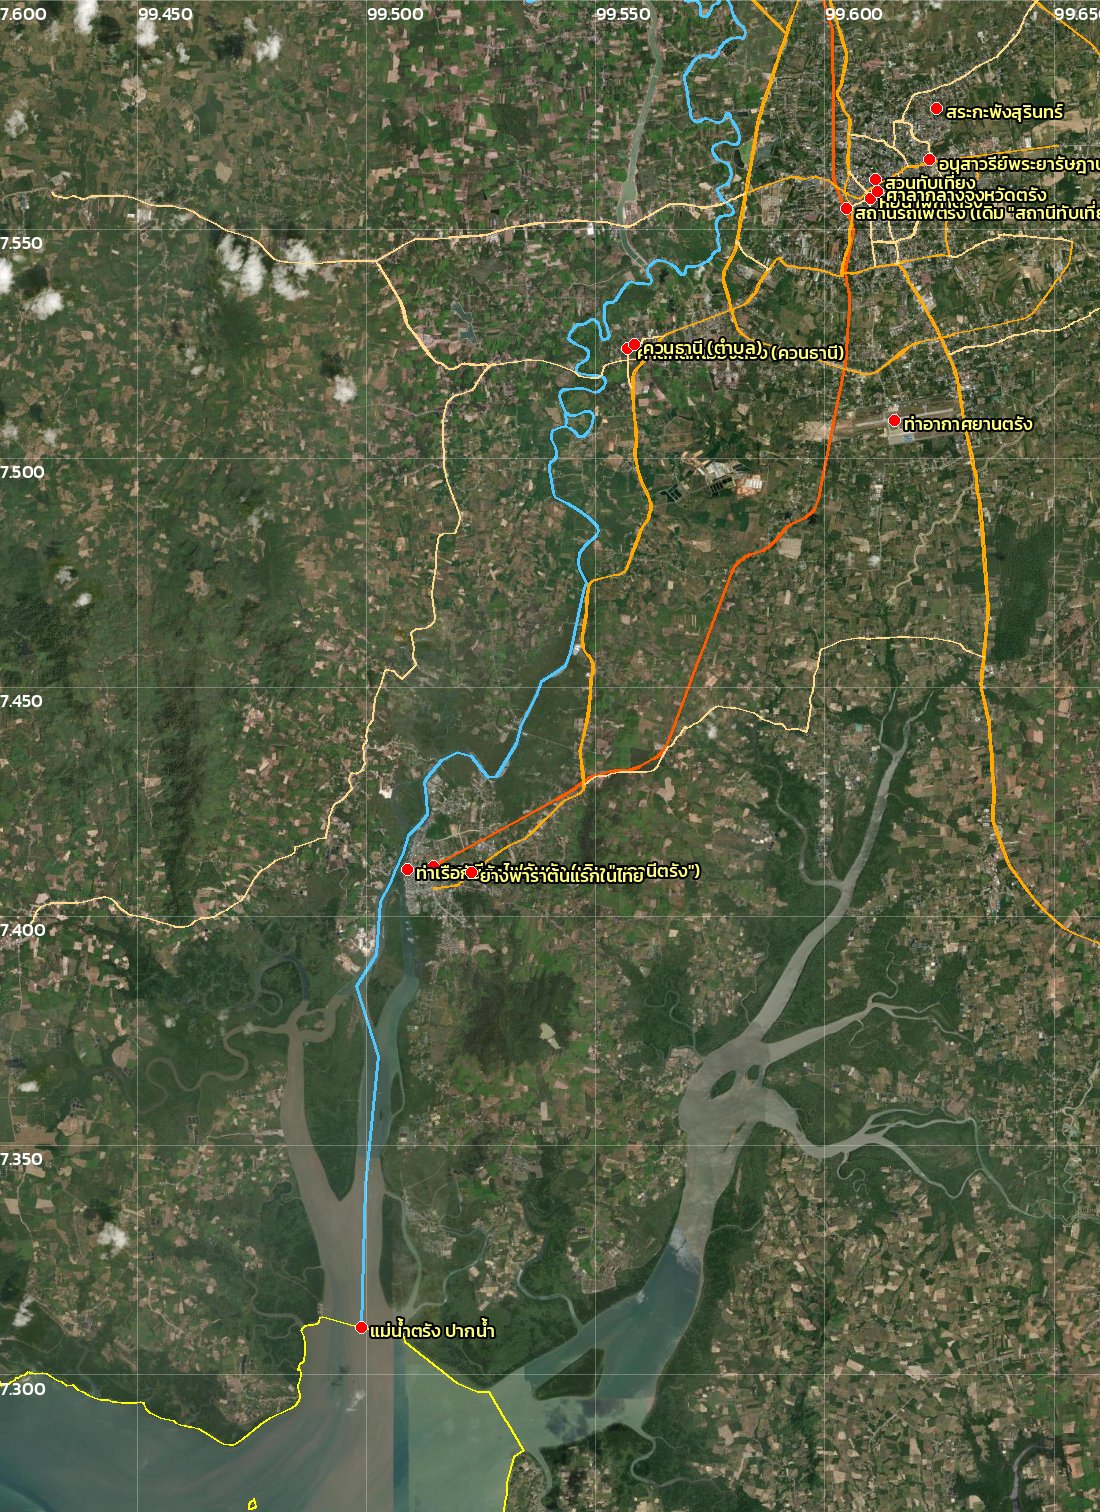 7.600
99.450
99.500
99.550
99.600
99.650
สระกะพังสุรินทร์
อนุสาวรีย์พระยารัษฎาน
สวนทับเที่ยง
ศาลากลางจังหวัดตรัง
สถานีรถไฟตรัง (เดิม "สถานีทับเที่ย
7.550
ควนธานี (ตำบล)
(ควนธานี)
ท่าอากาศยานตรัง
7.500
7.450
ท่าเรือกั
ยางพาราต้นแรกในไทย
นีตรัง")
7.400
7.350
แม่น้ำตรัง ปากน้ำ
7.300